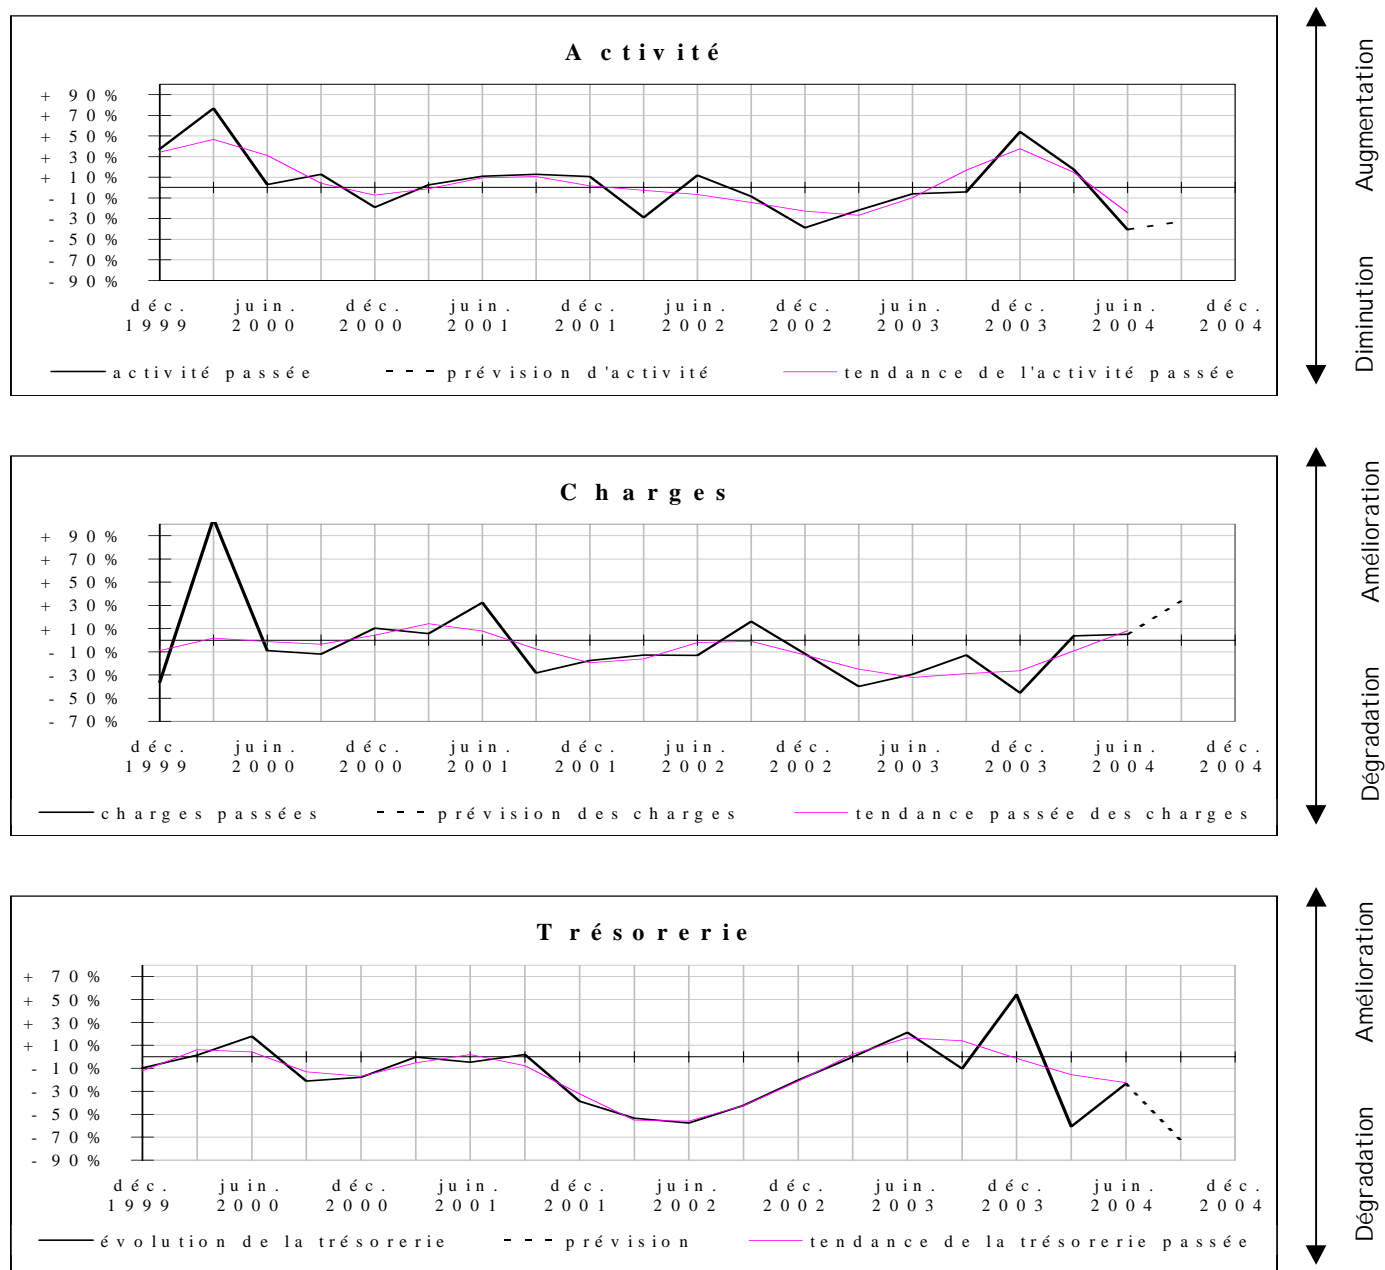 Activité
+ 90%
+ 70%
+ 50%
+ 30%
+ 10%
- 10%
- 30%
- 50%
- 70%
- 90%
déc. 1999
juin. 2000
déc. 2000
juin. 2001
déc. 2001
juin. 2002
déc. 2002
juin. 2003
déc. 2003
juin. 2004
déc. 2004
activité passée
prévision d'activité
tendance de l'activité passée
Augmentation
Diminution
Charges
+ 90%
+ 70%
+ 50%
+ 30%
+ 10%
- 10%
- 30%
- 50%
- 70%
déc. 1999
juin. 2000
déc. 2000
juin. 2001
déc. 2001
juin. 2002
déc. 2002
juin. 2003
déc. 2003
juin. 2004
déc. 2004
charges passées
prévision des charges
tendance passée des charges
Amélioration
Dégradation
Trésorerie
+ 70%
+ 50%
+ 30%
+ 10%
- 10%
- 30%
- 50%
- 70%
- 90%
déc. 1999
juin. 2000
déc. 2000
juin. 2001
déc. 2001
juin. 2002
déc. 2002
juin. 2003
déc. 2003
juin. 2004
déc. 2004
évolution de la trésorerie
prévision
tendance de la trésorerie passée
Amélioration
Dégradation